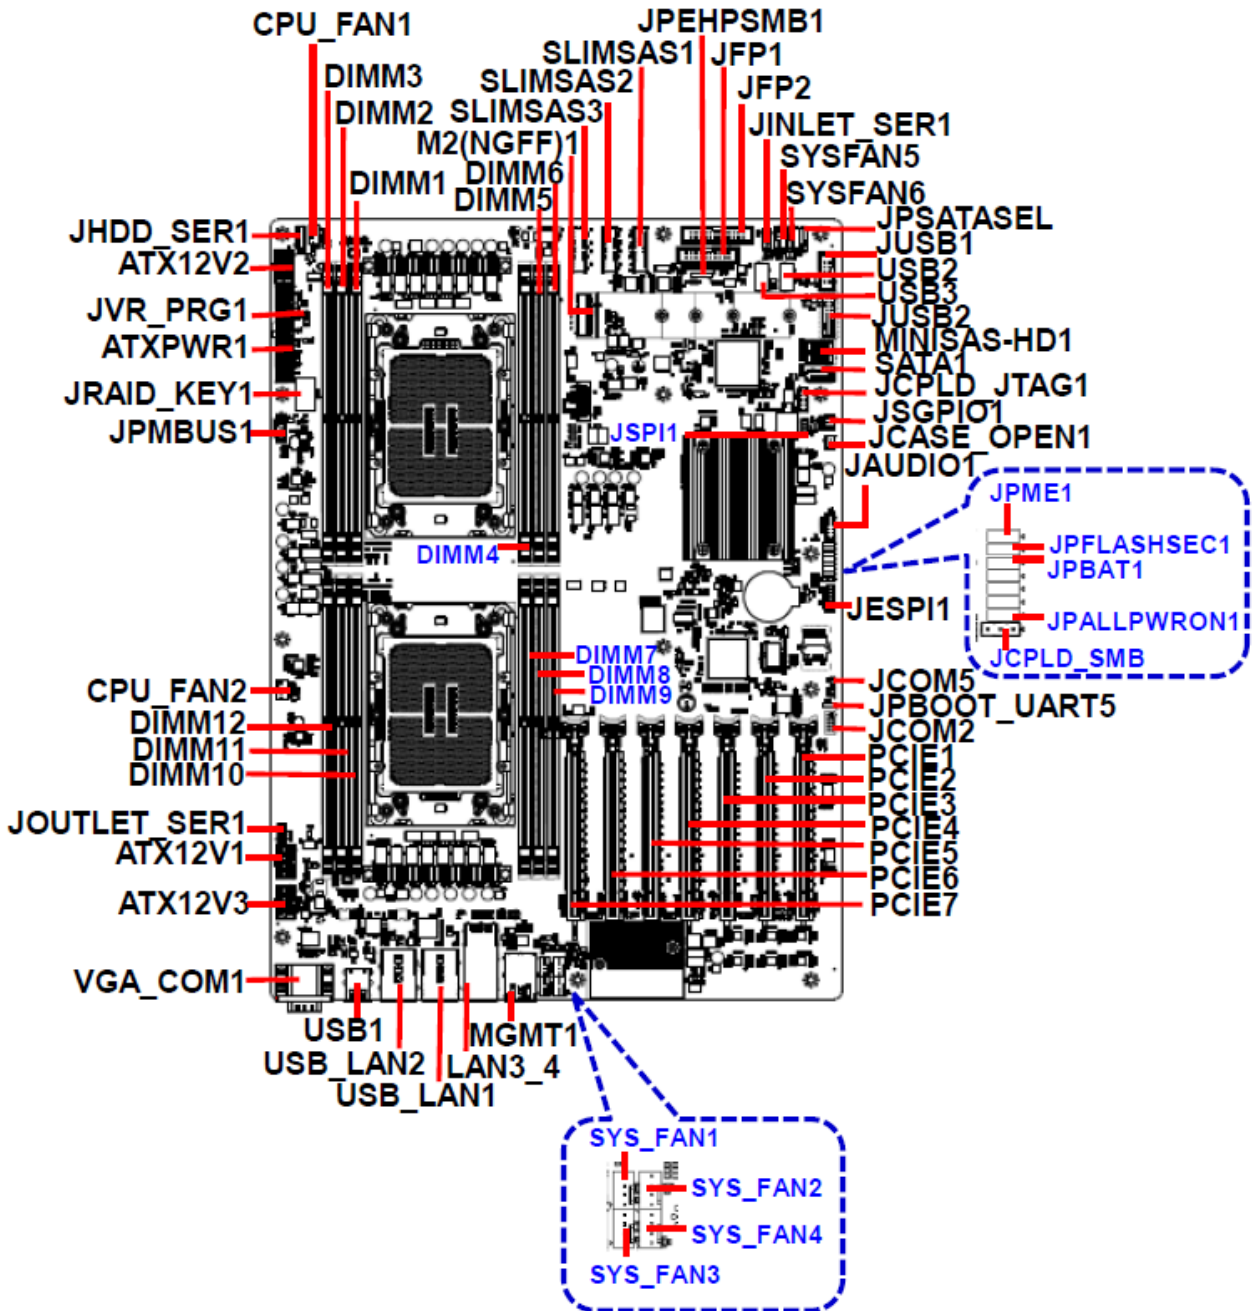 CPU_FAN1
JPEHPSMB1
SLIMSAS1
JFP1
DIMM3
SLIMSAS2
JFP2
DIMM2
SLIMSAS3
JINLET_SER1
M2(NGFF)1
SYSFAN5
DIMM1
DIMM6
DIMM5
SYSFAN6
JHDD_SER1
JPSATASEL
JUSB1
ATX12V2
USB2
USB3
JVR_PRG1
JUSB2
ATXPWR1
MINISAS-HD1
SATA1
JRAID_KEY1
JCPLD_JTAG1
JSGPIO1
JPMBUS1
JSPI1
JCASE_OPEN1
JAUDIO1
JPME1
DIMM4
JPFLASHSEC1
JPBAT1
JESPI1
JPALLPWRON1
JCPLD_SMB
DIMM7
DIMM8
DIMM9
CPU_FAN2
JCOM5
JPBOOT_UART5
DIMM12
JCOM2
DIMM11
PCIE1
DIMM10
PCIE2
PCIE3
JOUTLET_SER1
PCIE4
ATX12V1
PCIE5
PCIE6
ATX12V3
PCIE7
VGA_COM1
USB1
MGMT1
USB_LAN2
LAN3_4
USB_LAN1
SYS_FAN1
SYS_FAN2
SYS_FAN4
SYS_FAN3